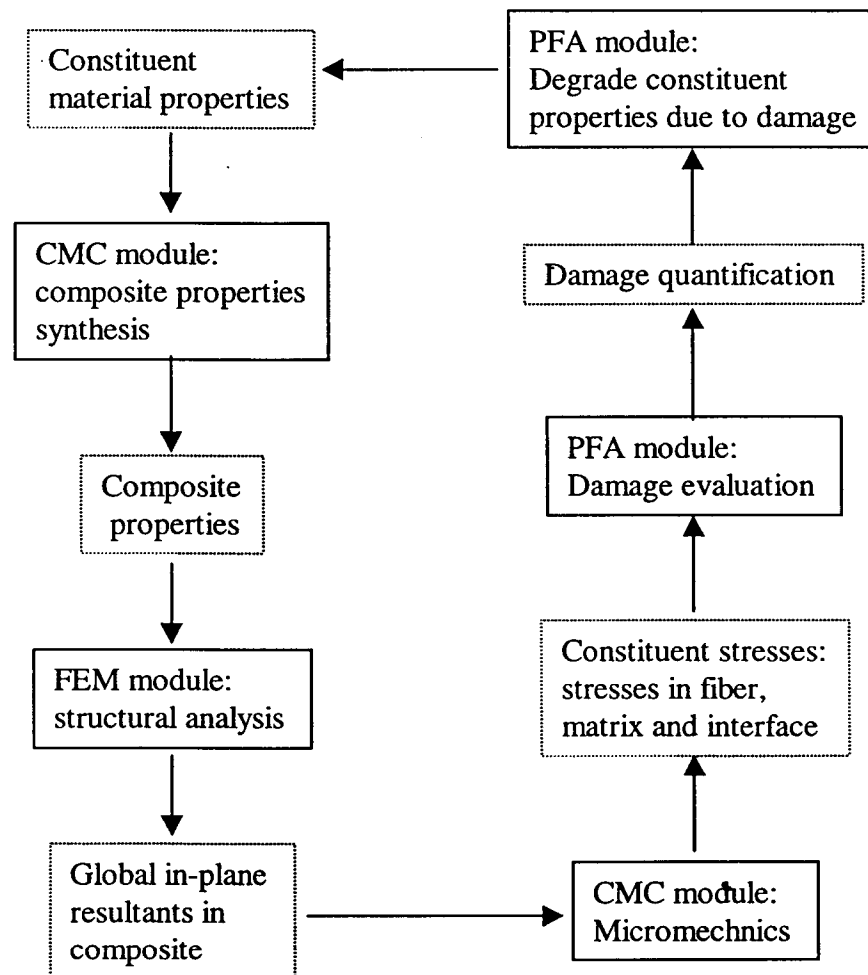 Constituent
material properties
PFA module:
Degrade constituent
properties due to damage
CMC module:
composite properties
synthesis
Damage quantification
Composite
properties
PFA module:
Damage evaluation
FEM module:
structural analysis
Constituent stresses:
stresses in fiber,
matrix and interface
Global in-plane
resultants in
composite
CMC module:
Micromechnics